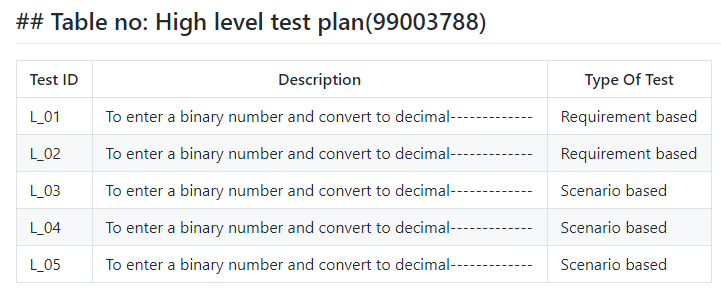 ## Table no: High level test plan(99003788)
Test ID Description Type Of Test
L_01 To enter a binary number and convert to decimal------------- Requirement based
L_02 To enter a binary number and convert to decimal------------- Requirement based
L_03 To enter a binary number and convert to decimal------------- Scenario based
L_04 To enter a binary number and convert to decimal------------- Scenario based
L_05 To enter a binary number and convert to decimal------------- Scenario based